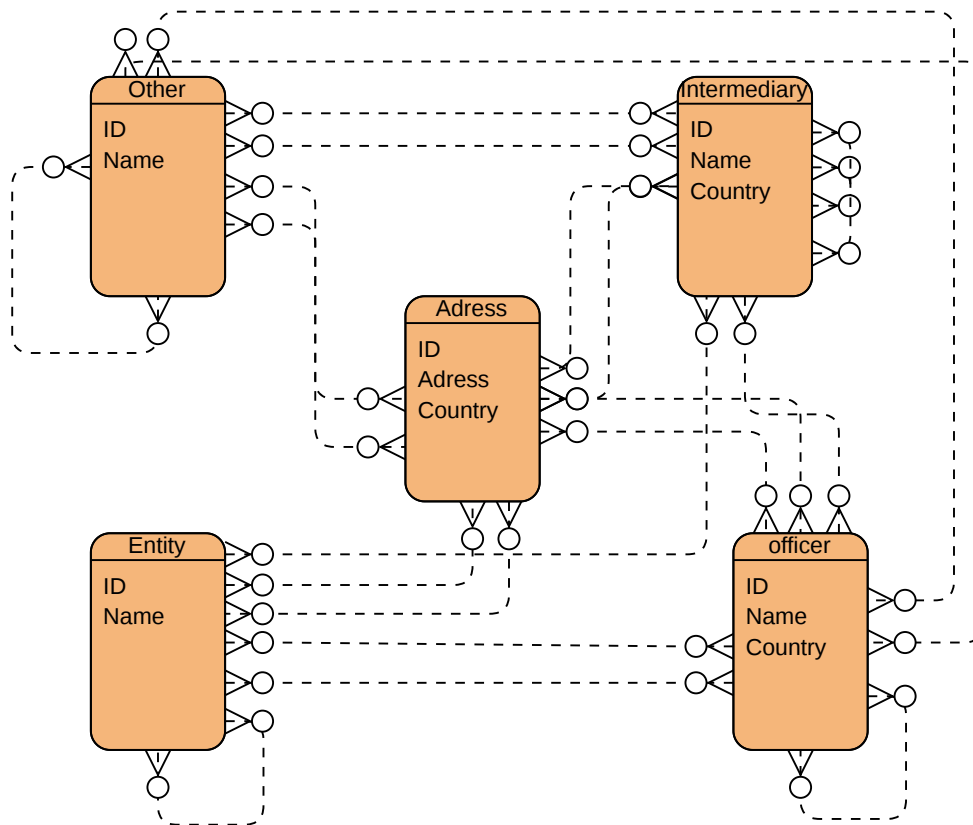 Other
ID
Name
Intermediary
ID
Name
Country
Adress
ID
Adress
Country
Entity
ID
Name
officer
ID
Name
Country